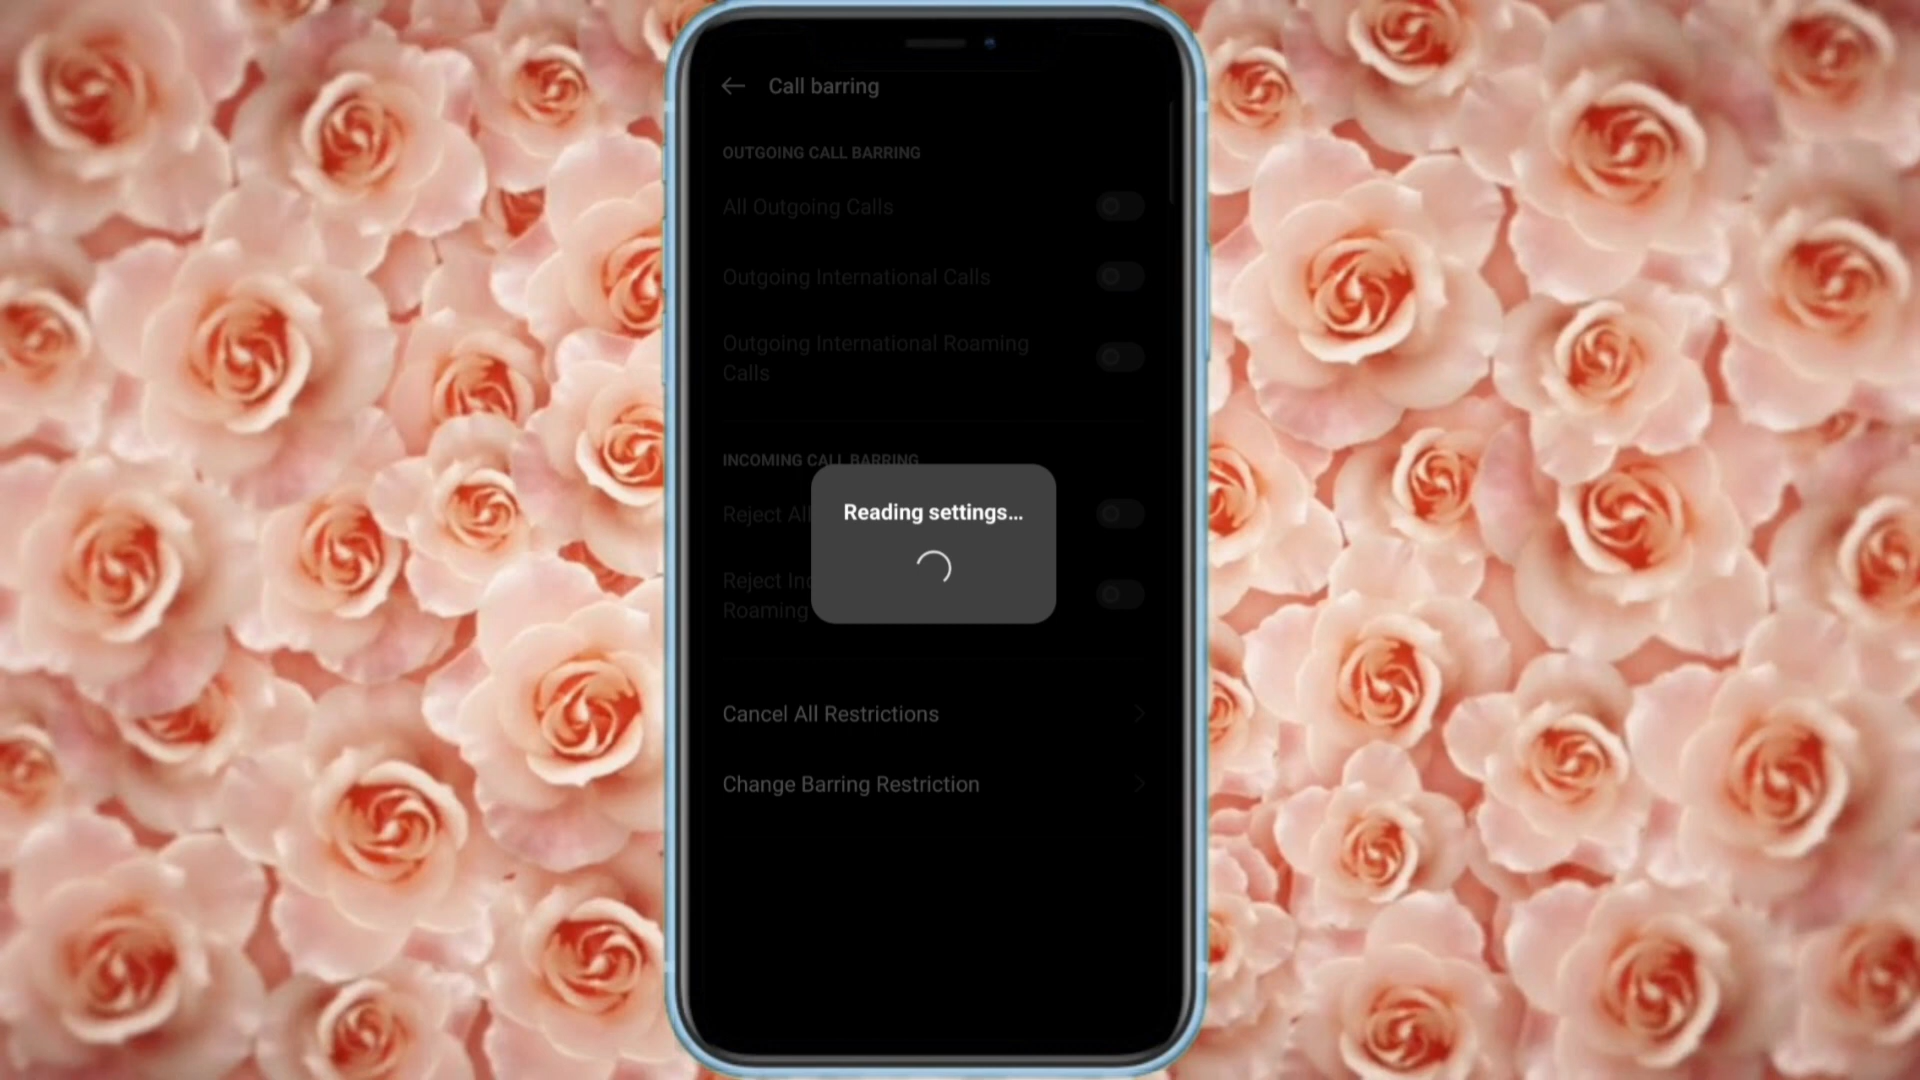 Call barring
OUTGOING CALL BARRING
All Outgoing Calls
Outgoing International Calls
Outgoing International Roaming
Calls
INCOMING CALL BARRING
Reject All
Reject Inc
Roaming
Reading settings...
Cancel All Restrictions
Change Barring Restriction